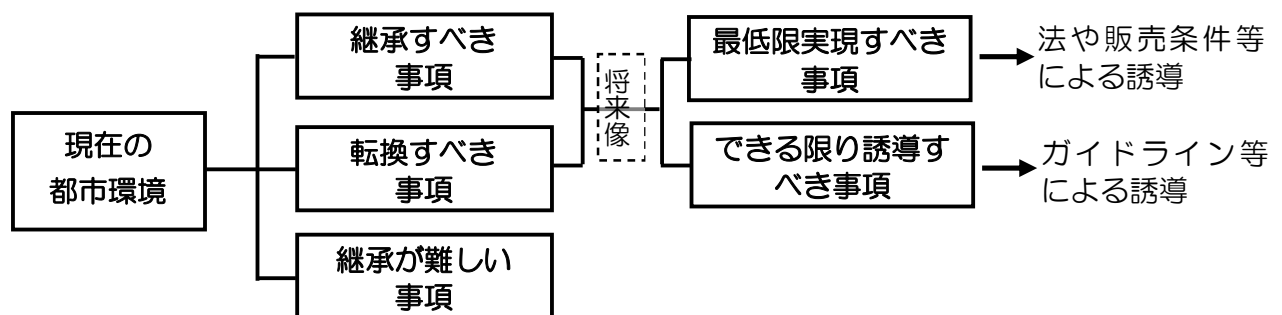 現在の
都市環境
継承すべき
事項
転換すべき
事項
継承が難しい
事項
将来像
最低限実現すべき
事項
できる限り誘導す
べき事項
法や販売条件等
による誘導
ガイドライン等
による誘導